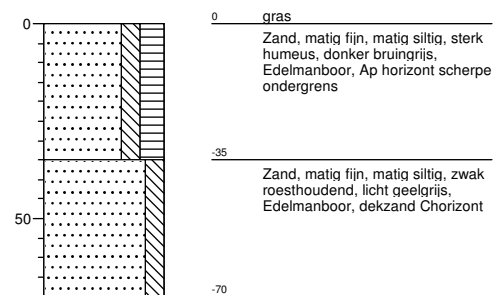 0
0 gras
Zand, matig fijn, matig siltig, sterk
humeus, donker bruingrijs,
Edelmanboor, Ap horizont scherpe
ondergrens
-35
Zand, matig fijn, matig siltig, zwak
roesthoudend, licht geelgrijs,
Edelmanboor, dekzand Chorizont
50
-70